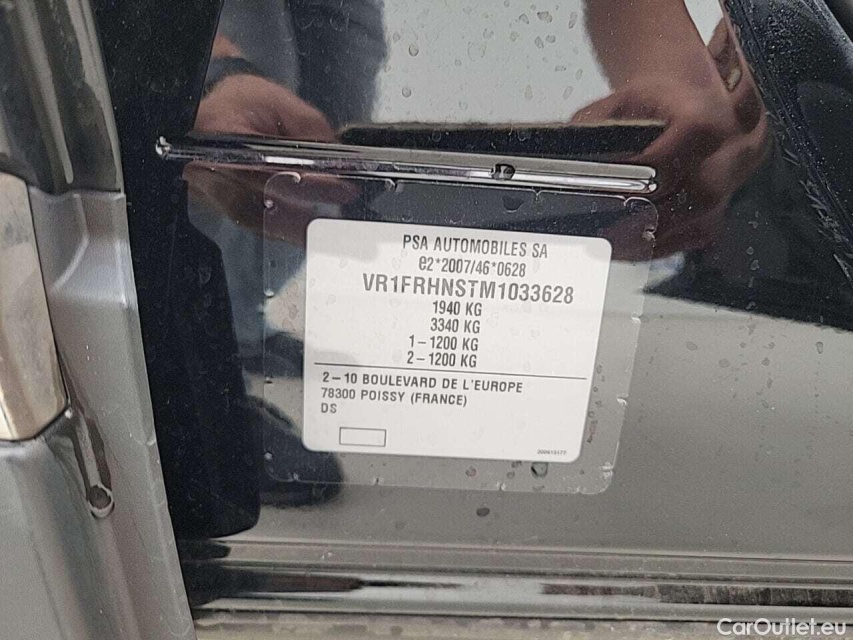 PSA AUTOMOBILES SA
e2*2007/46*0628
VR1FRHNSTM1033628
1940 KG
3340 KG
1-1200 KG
2-1200 KG
2-10 BOULEVARD DE L'EUROPE
78300 POISSY (FRANCE)
DS
CarOutlet.eu